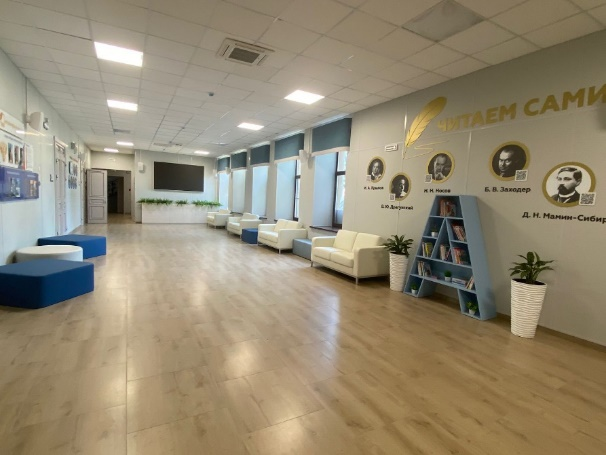 ЧИТАЕМ САМИ
И. А. Крылов
В. Ю. Драгунский
Н. Н. Носов
Б. В. Заходер
Д. Н. Мамин-Сибир